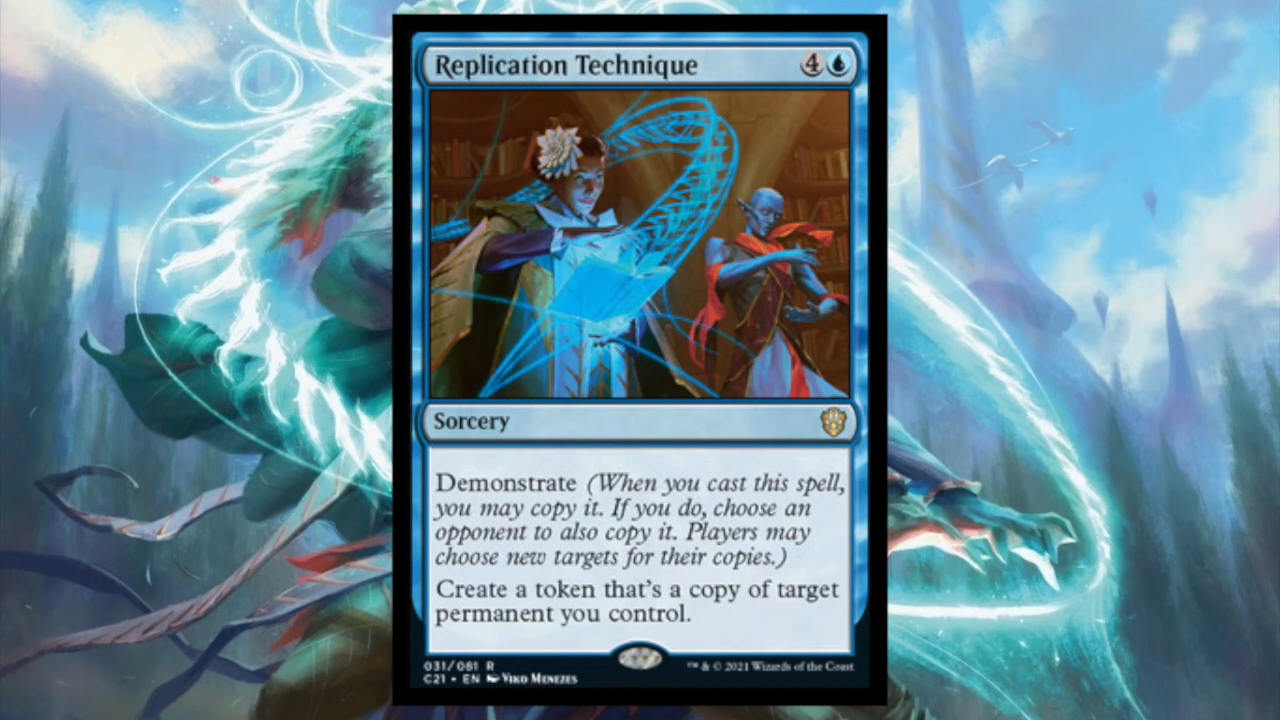 Replication Technique 4
Sorcery
Demonstrate (When you cast this spell,
you may copy it. If you do, choose an
opponent to also copy it. Players may
choose new targets for their copies.)
Create a token that's a copy of target
permanent you control.
031/081 R
™ & © 2021 Wizards of the Coast
C21 • EN Viko Menezes